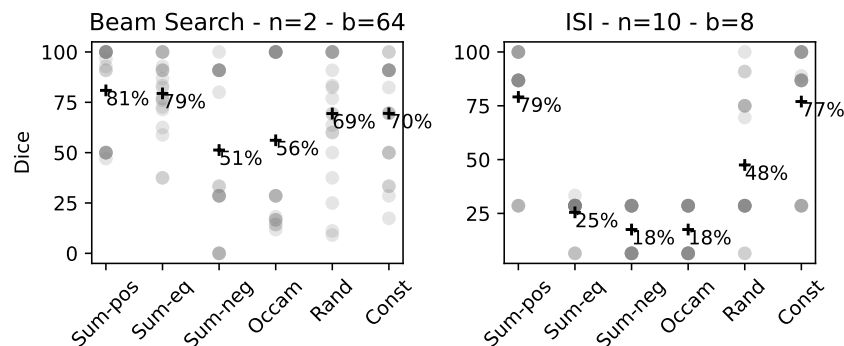 Beam Search - n=2 - b=64
Dice
100
75
50
25
0
81%
79%
51%
56%
69%
70%
Sum-pos
Sum-eq
Sum-neg
Occam
Rand
Const
ISI - n=10 - b=8
100
75
50
25
79%
25%
18%
18%
48%
77%
Sum-pos
Sum-eq
Sum-neg
Occam
Rand
Const